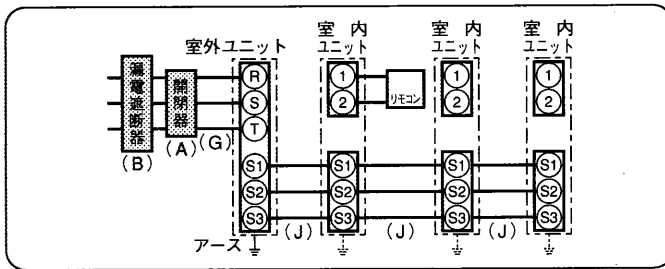 室外ユニット
室内
ユニット
室内
ユニット
室内
ユニット
漏電遮断器
開閉器
R
S
T
1
2
リモコン
1
2
1
2
(B)
(A)
(G)
S1
S2
S3
S1
S2
S3
S1
S2
S3
S1
S2
S3
アース
(J)
(J)
(J)